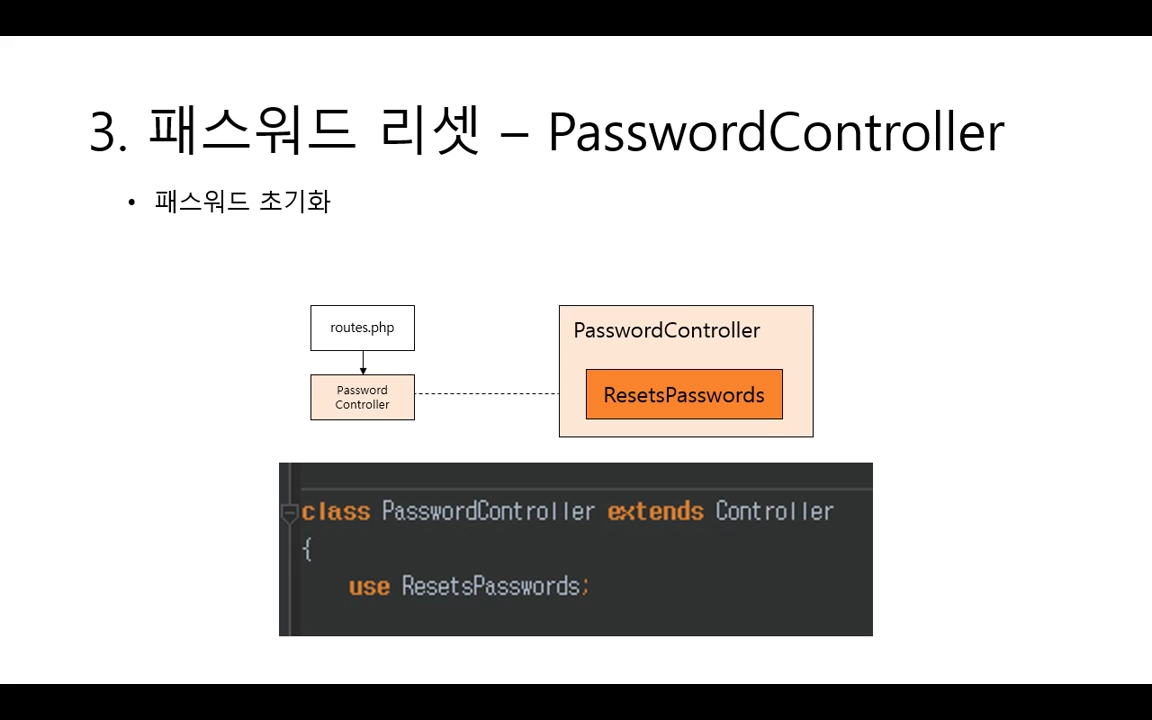 3. 패스워드 리셋 – PasswordController
• 패스워드 초기화
routes.php
Password
Controller
PasswordController
ResetsPasswords
class PasswordController extends Controller
{
use ResetsPasswords;